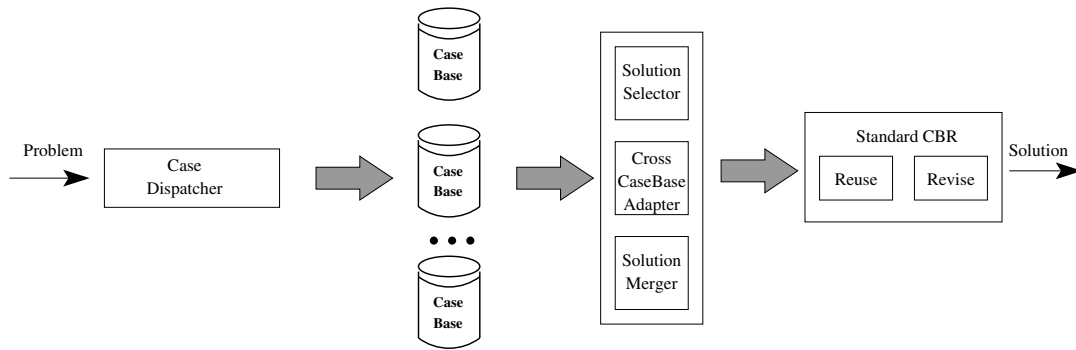 Problem
Case
Dispatcher
Case
Base
Case
Base
Case
Base
Solution
Selector
Cross
CaseBase
Adapter
Solution
Merger
Standard CBR
Reuse
Revise
Solution